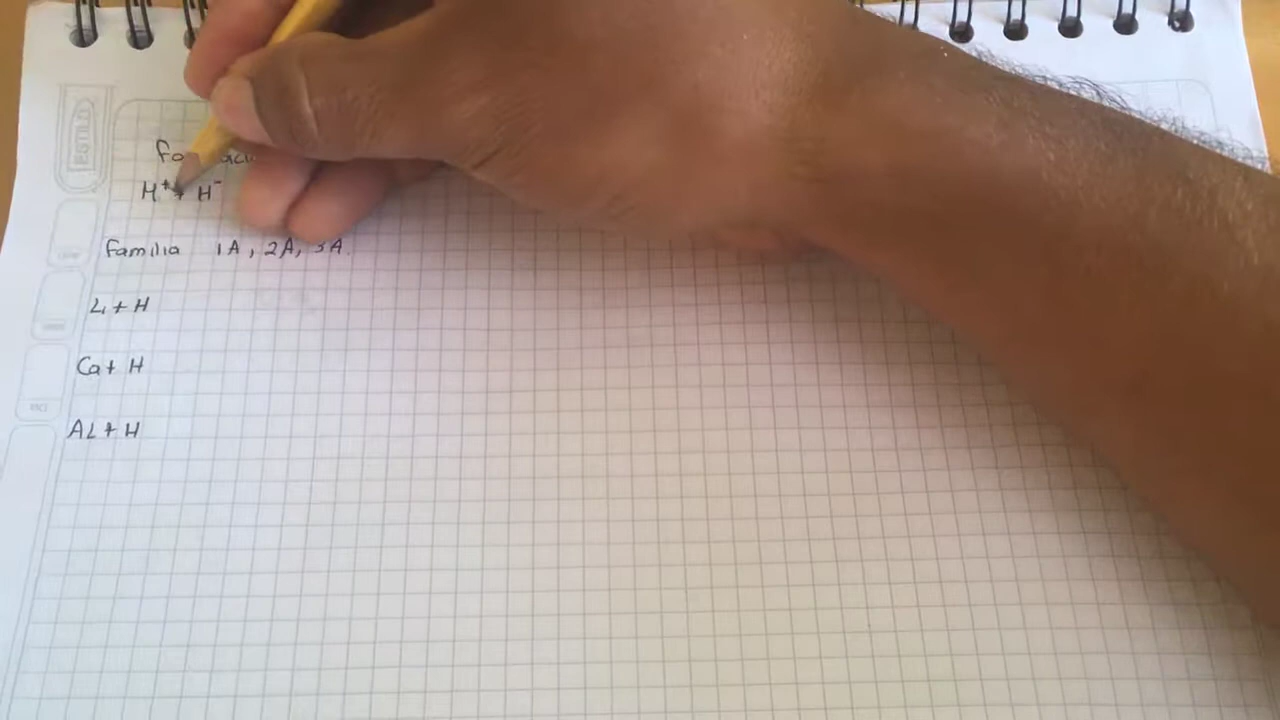 H⁺ + H⁻
Familia 1A, 2A, 3A.
Li + H
Ca + H
AL + H